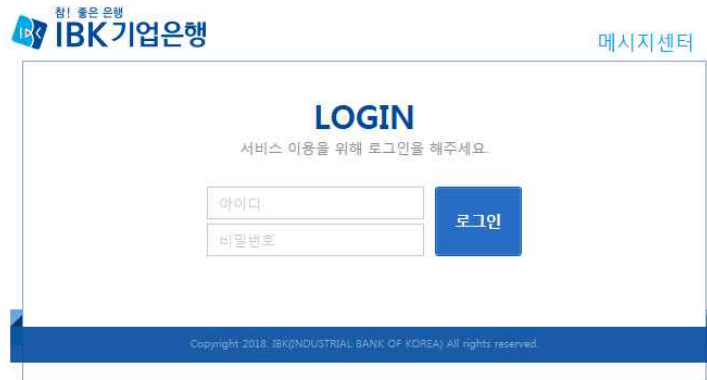 참! 좋은 은행
IBK기업은행
메시지센터
LOGIN
서비스 이용을 위해 로그인을 해주세요.
아이디
비밀번호
로그인
Copyright 2018. IBK(INDUSTRIAL BANK OF KOREA) All rights reserved.